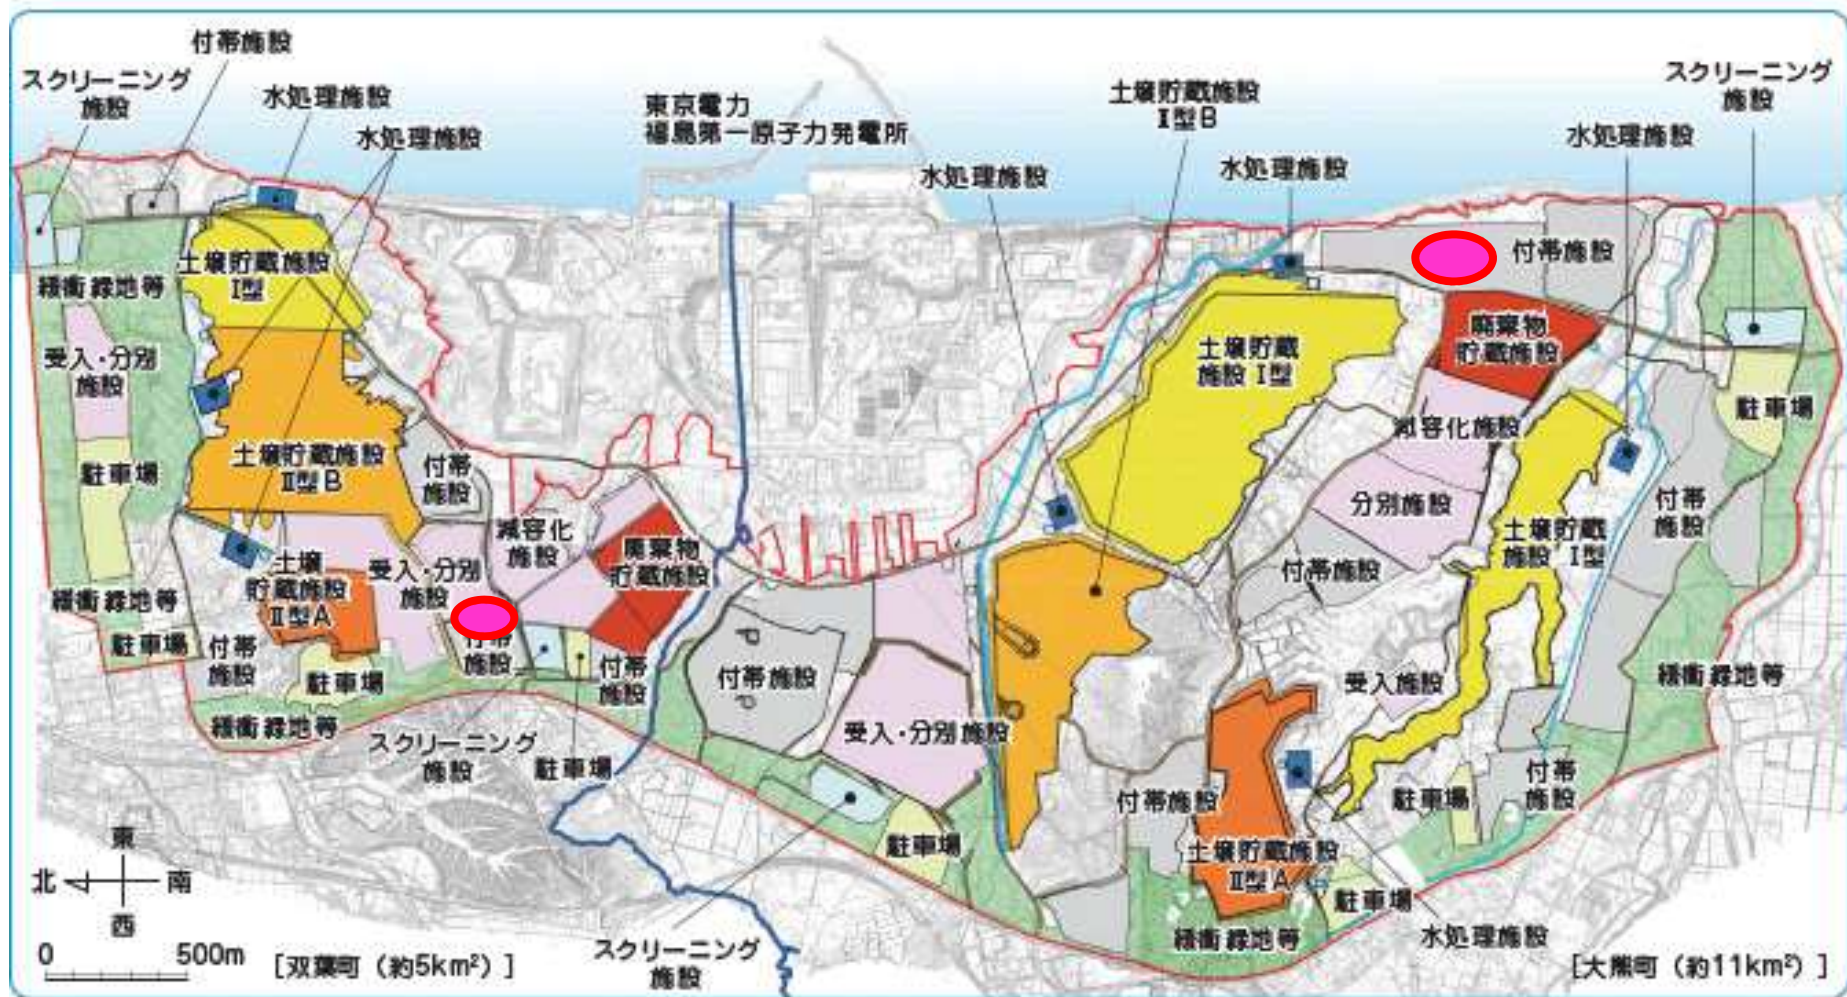 付帯施設
スクリーニング
施設
水処理施設
水処理施設
東京電力
福島第一原子力発電所
土壌貯蔵施設
Ⅱ型B
水処理施設
水処理施設
水処理施設
スクリーニング
施設
緩衝緑地等
土壌貯蔵施設
Ⅰ型
受入・分別
施設
駐車場
土壌貯蔵施設
Ⅱ型B
付帯
施設
減容化
施設
廃棄物
貯蔵施設
土壌
貯蔵施設
Ⅱ型A
受入・分別
施設
緩衝緑地等
駐車場
付帯
施設
駐車場
緩衝緑地等
付帯
施設
付帯
施設
スクリーニング
施設
駐車場
付帯施設
受入・分別施設
駐車場
スクリーニング
施設
土壌貯蔵
施設 Ⅰ型
付帯施設
廃棄物
貯蔵施設
減容化施設
分別施設
付帯施設
土壌貯蔵
施設 Ⅰ型
付帯
施設
駐車場
緩衝緑地等
受入施設
付帯施設
土壌貯蔵施設
Ⅱ型A
駐車場
付帯
施設
駐車場
水処理施設
緩衝緑地等
東
北
南
西
0
500m
[双葉町（約5km²）]
[大熊町（約11km²）]